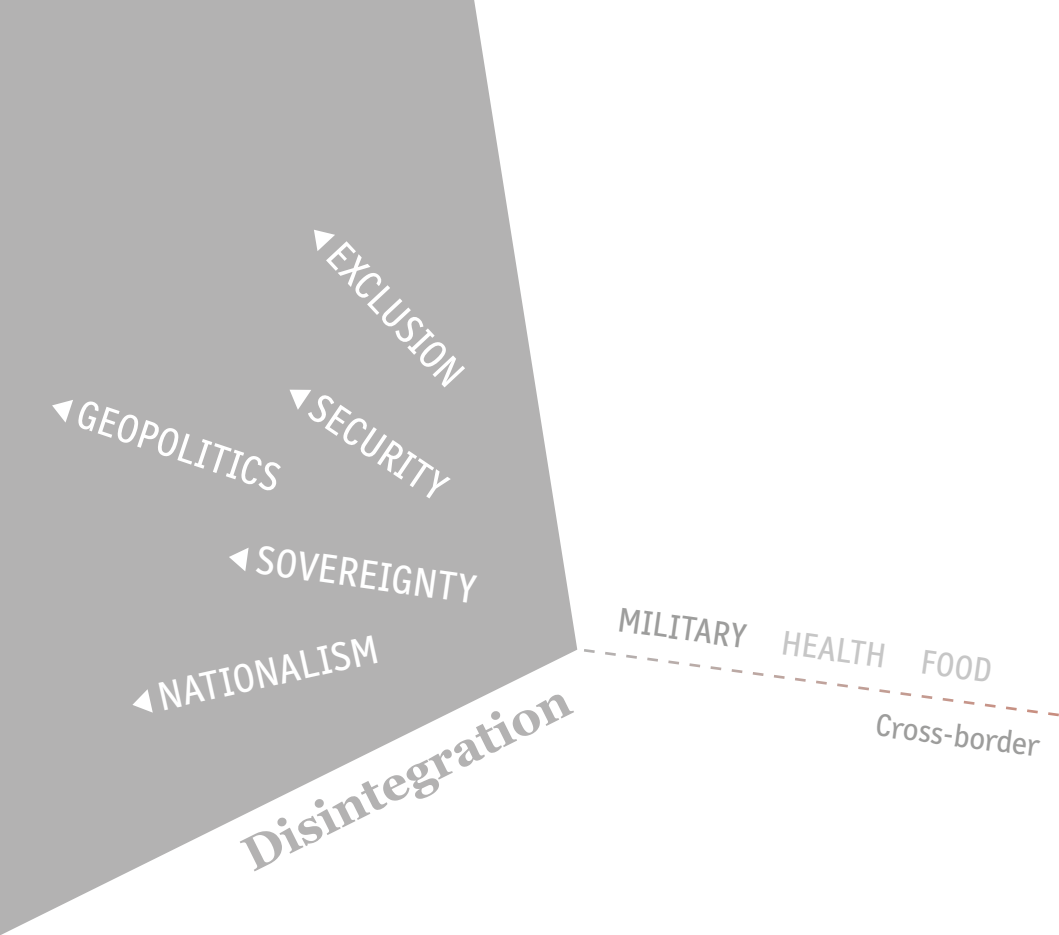 EXCLUSION
SECURITY
GEOPOLITICS
SOVEREIGNTY
NATIONALISM
Disintegration
MILITARY HEALTH FOOD
Cross-border